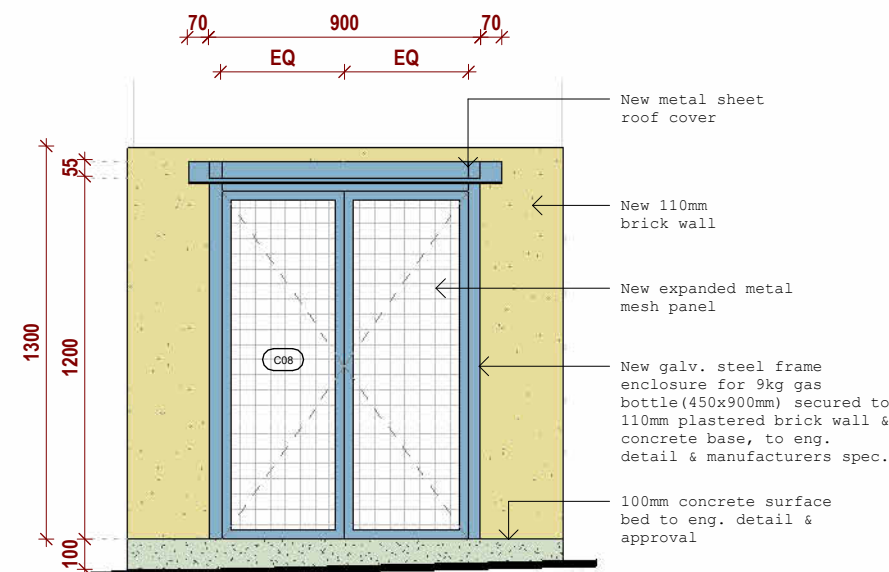 70 900 70
EQ EQ
New metal sheet
roof cover
55
New 110mm
brick wall
New expanded metal
mesh panel
1300
1200
C08
New galv. steel frame
enclosure for 9kg gas
bottle(450x900mm) secured to
110mm plastered brick wall &
concrete base, to eng.
detail & manufacturers spec.
100mm concrete surface
bed to eng. detail &
approval
100